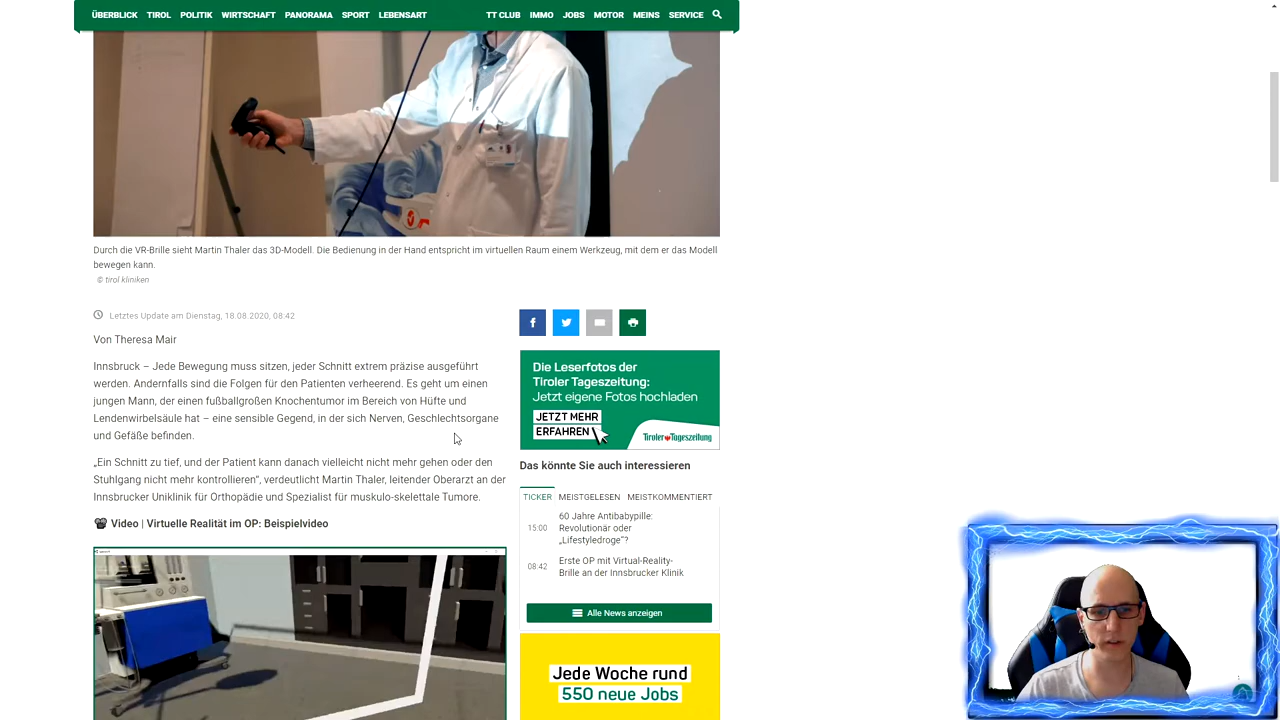 ÜBERBLICK TIROL POLITIK WIRTSCHAFT PANORAMA SPORT LEBENSART TT CLUB IMMO JOBS MOTOR MEINS SERVICE
Durch die VR-Brille sieht Martin Thaler das 3D-Modell. Die Bedienung in der Hand entspricht im virtuellen Raum einem Werkzeug, mit dem er das Modell
bewegen kann.
© tirol kliniken
Letztes Update am Dienstag, 18.08.2020, 08:42
Von Theresa Mair
Innsbruck – Jede Bewegung muss sitzen, jeder Schnitt extrem präzise ausgeführt
werden. Andernfalls sind die Folgen für den Patienten verheerend. Es geht um einen
jungen Mann, der einen fußballgroßen Knochentumor im Bereich von Hüfte und
Lendenwirbelsäule hat – eine sensible Gegend, in der sich Nerven, Geschlechtsorgane
und Gefäße befinden.
„Ein Schnitt zu tief, und der Patient kann danach vielleicht nicht mehr gehen oder den
Stuhlgang nicht mehr kontrollieren“, verdeutlicht Martin Thaler, leitender Oberarzt an der
Innsbrucker Uniklinik für Orthopädie und Spezialist für muskulo-skelettale Tumore.
Video | Virtuelle Realität im OP: Beispielvideo
Die Leserfotos der
Tiroler Tageszeitung:
Jetzt eigene Fotos hochladen
JETZT MEHR
ERFAHREN
Tiroler Tageszeitung
Das könnte Sie auch interessieren
TICKER MEISTGELESEN MEISTKOMMENTIERT
60 Jahre Antibabypille:
15:00 Revolutionär oder
„Lifestyledroge“?
Erste OP mit Virtual-Reality-
08:42 Brille an der Innsbrucker Klinik
Alle News anzeigen
Jede Woche rund
550 neue Jobs